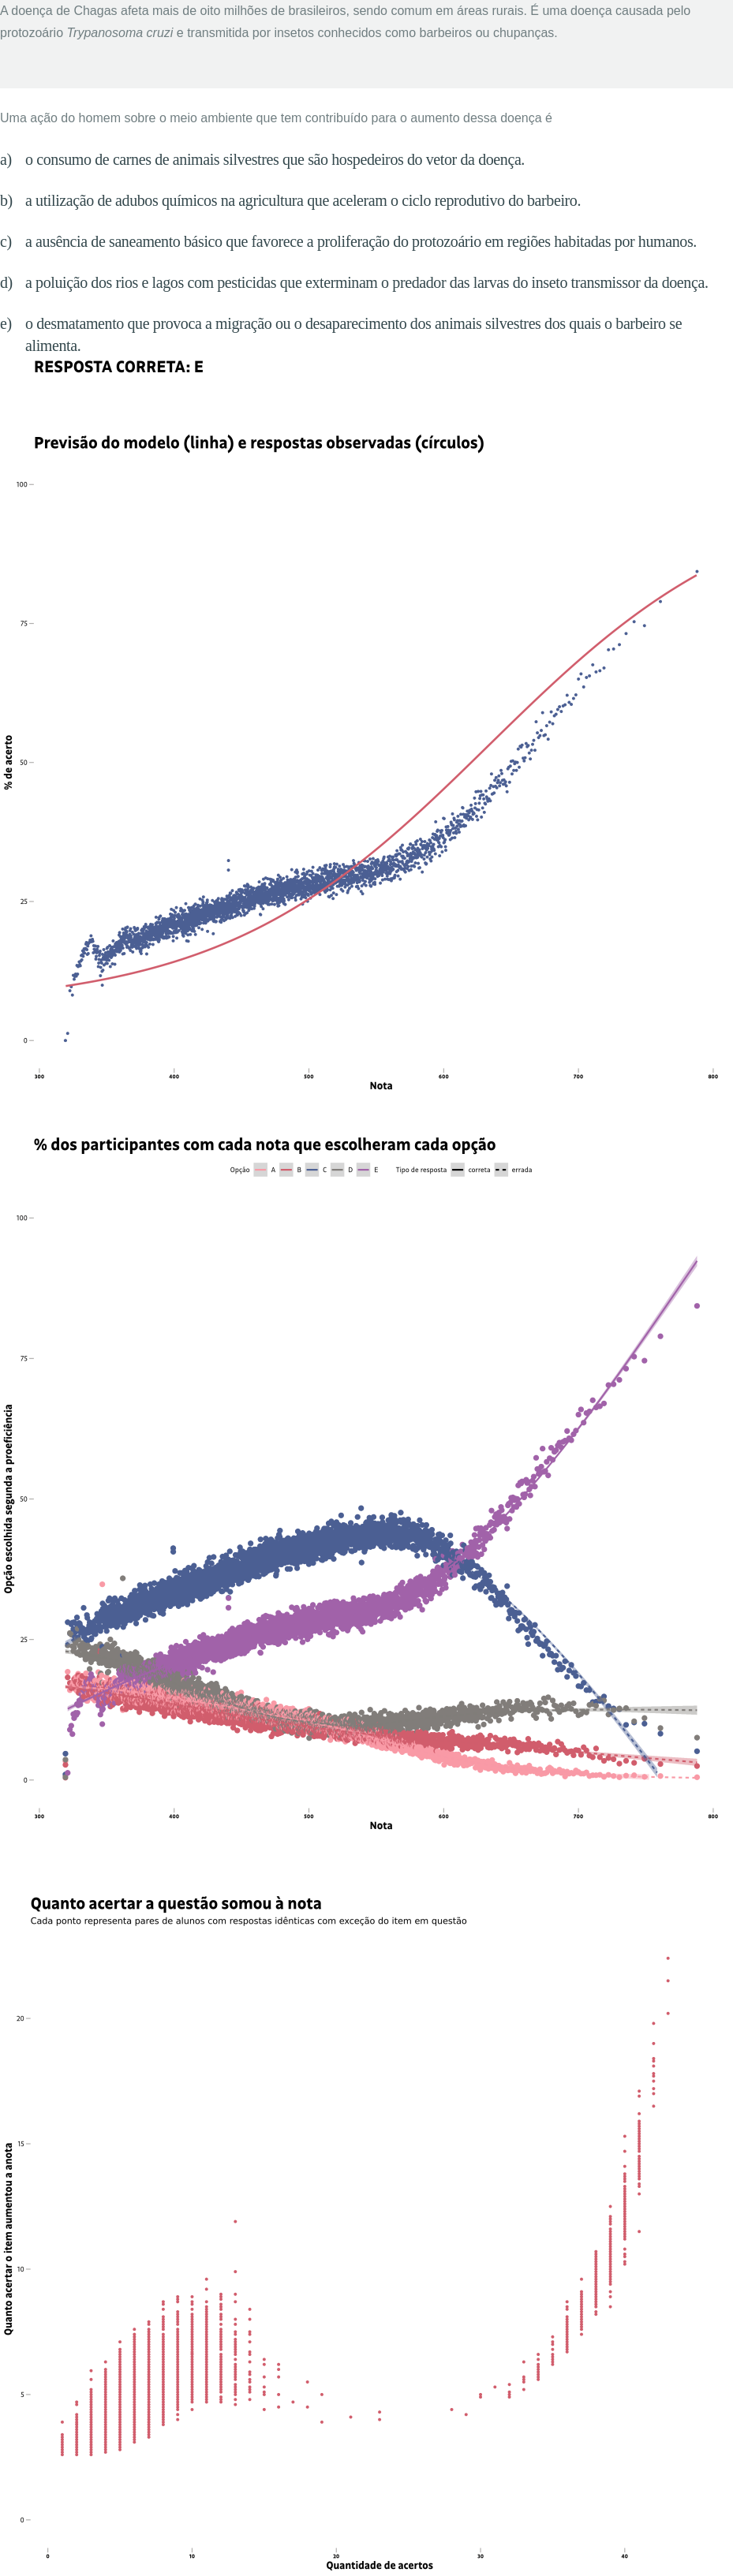 A doença de Chagas afeta mais de oito milhões de brasileiros, sendo comum em áreas rurais. É uma doença causada pelo
protozoário Trypanosoma cruzi e transmitida por insetos conhecidos como barbeiros ou chupanças.
Uma ação do homem sobre o meio ambiente que tem contribuído para o aumento dessa doença é
a) o consumo de carnes de animais silvestres que são hospedeiros do vetor da doença.
b) a utilização de adubos químicos na agricultura que aceleram o ciclo reprodutivo do barbeiro.
c) a ausência de saneamento básico que favorece a proliferação do protozoário em regiões habitadas por humanos.
d) a poluição dos rios e lagos com pesticidas que exterminam o predador das larvas do inseto transmissor da doença.
e) o desmatamento que provoca a migração ou o desaparecimento dos animais silvestres dos quais o barbeiro se
alimenta.
RESPOSTA CORRETA: E
Previsão do modelo (linha) e respostas observadas (círculos)
100
75
50
25
0
% de acerto
300 400 500 600 700 800
Nota
% dos participantes com cada nota que escolheram cada opção
Opção A B C D E Tipo de resposta correta errada
100
75
50
25
0
Opção escolhida segunda a proeficiência
300 400 500 600 700 800
Nota
Quanto acertar a questão somou à nota
Cada ponto representa pares de alunos com respostas idênticas com exceção do item em questão
20
15
10
5
0
Quanto acertar o item aumentou a anota
0 10 20 30 40
Quantidade de acertos